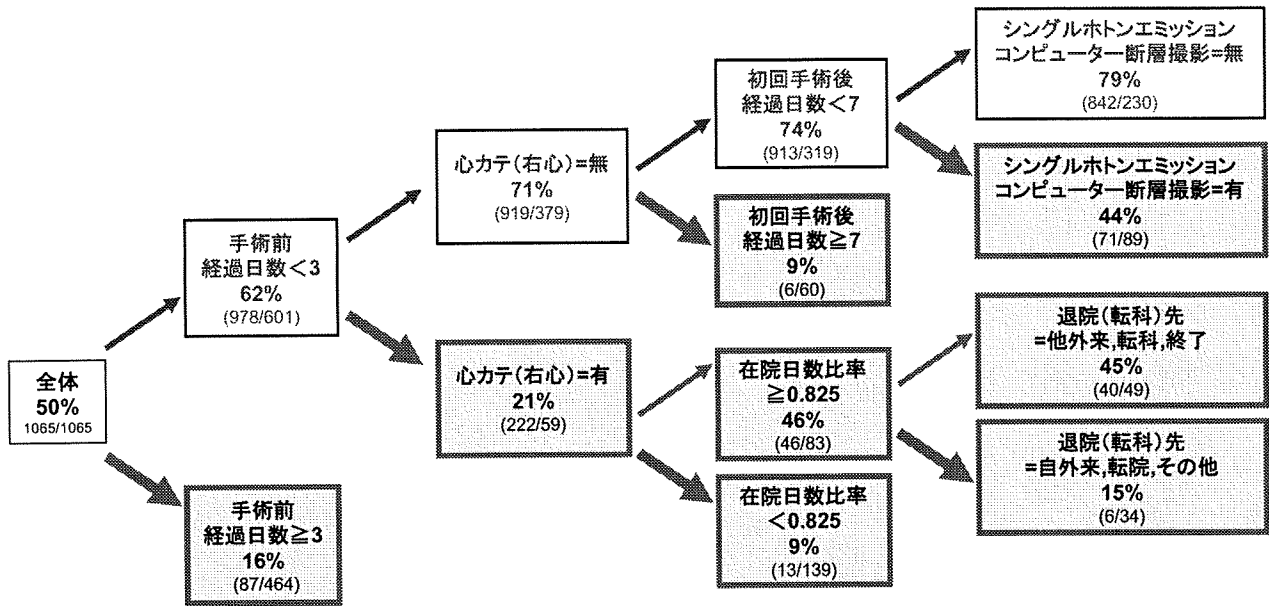 全体
50%
1065/1065
手術前
経過日数＜3
62%
(978/601)
手術前
経過日数≧3
16%
(87/464)
心カテ(右心)=無
71%
(919/379)
心カテ(右心)=有
21%
(222/59)
初回手術後
経過日数＜7
74%
(913/319)
初回手術後
経過日数≧7
9%
(6/60)
在院日数比率
≧0.825
46%
(46/83)
在院日数比率
＜0.825
9%
(13/139)
シングルホトンエミッション
コンピューター断層撮影=無
79%
(842/230)
シングルホトンエミッション
コンピューター断層撮影=有
44%
(71/89)
退院(転科)先
=他外来,転科,終了
45%
(40/49)
退院(転科)先
=自外来,転院,その他
15%
(6/34)